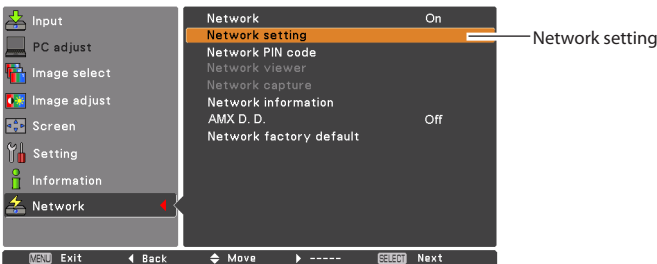 Input
PC adjust
Image select
Image adjust
Screen
Setting
Information
Network
Network On
Network setting
Network PIN code
Network viewer
Network capture
Network information
AMX D. D. Off
Network factory default
Network setting
MENU Exit Back Move ----- SELECT Next